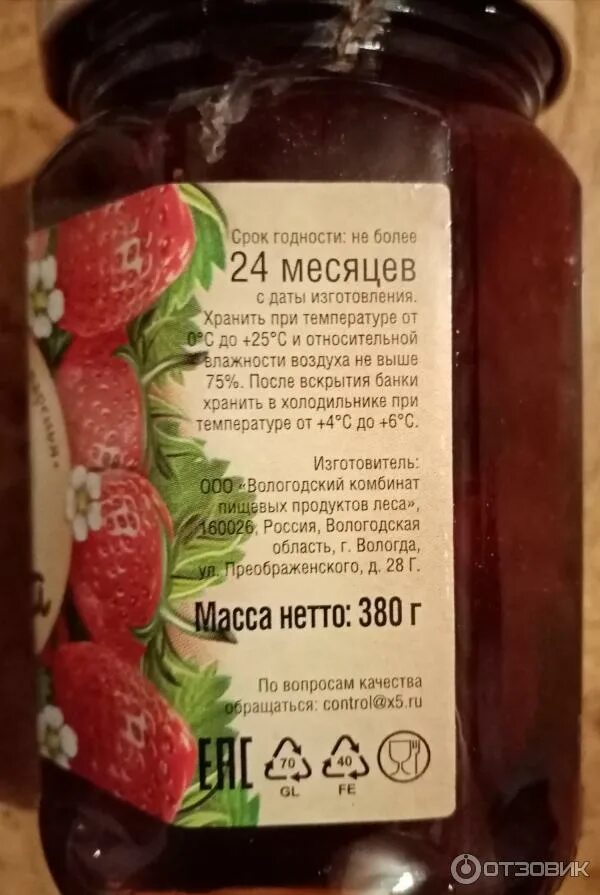 Срок годности: не более
24 месяцев
с даты изготовления.
Хранить при температуре от
0°С до +25°С и относительной
влажности воздуха не выше
75%. После вскрытия банки
хранить в холодильнике при
температуре от +4°С до +6°С.
Изготовитель:
ООО «Вологодский комбинат
пищевых продуктов леса»,
160026, Россия, Вологодская
область, г. Вологда,
ул. Преображенского, д. 28 Г.
Масса нетто: 380 г
По вопросам качества
обращаться: control@x5.ru
EAC 70 40
GL FE
ОТЗОВИК